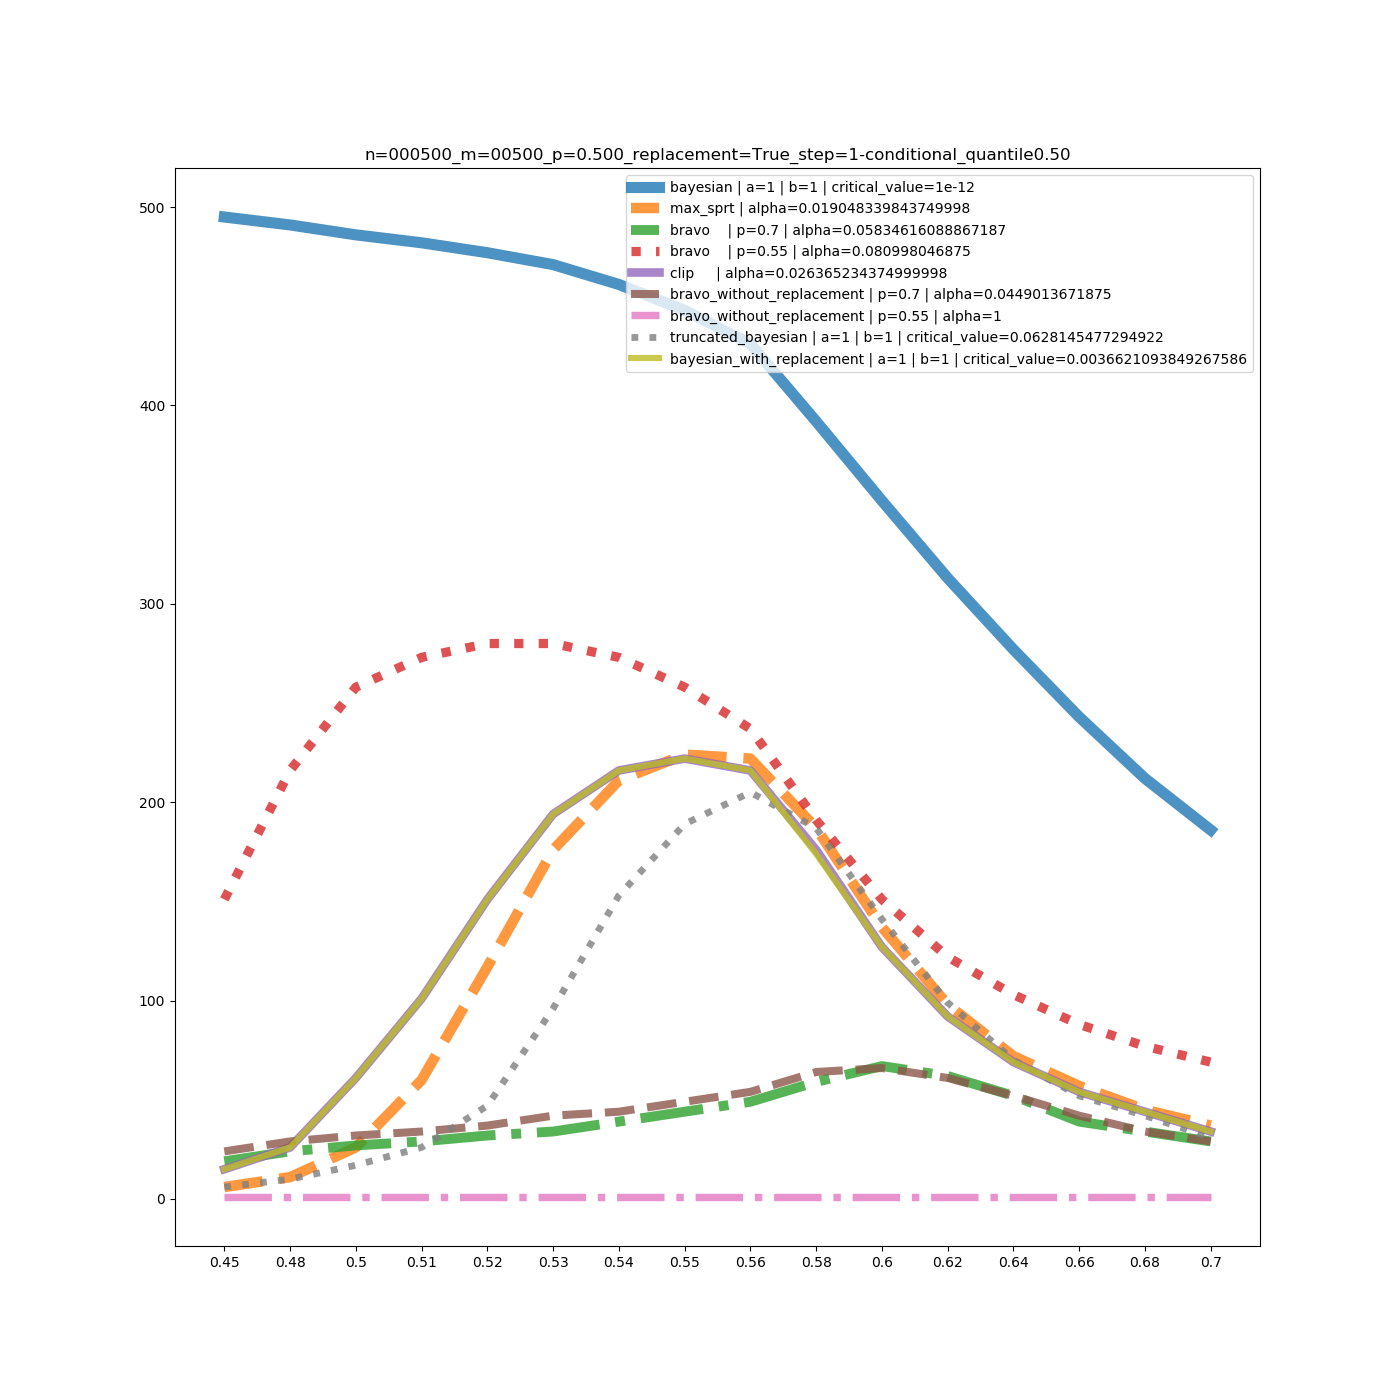 n=000500_m=00500_p=0.500_replacement=True_step=1-conditional_quantile0.50
bayesian | a=1 | b=1 | critical_value=1e-12
max_sprt | alpha=0.019048339843749998
bravo    | p=0.7 | alpha=0.05834616088867187
bravo    | p=0.55 | alpha=0.080998046875
clip     | alpha=0.026365234374999998
bravo_without_replacement | p=0.7 | alpha=0.0449013671875
bravo_without_replacement | p=0.55 | alpha=1
truncated_bayesian | a=1 | b=1 | critical_value=0.0628145477294922
bayesian_with_replacement | a=1 | b=1 | critical_value=0.0036621093849267586
500
400
300
200
100
0
0.45 0.48 0.5 0.51 0.52 0.53 0.54 0.55 0.56 0.58 0.6 0.62 0.64 0.66 0.68 0.7